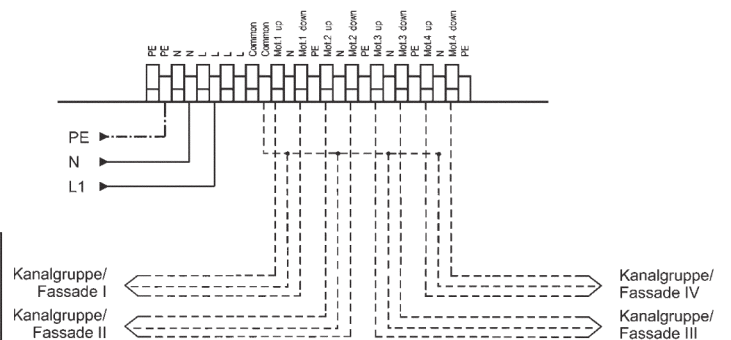 PE
PE
N
N
L
L
L
L
Common
Common
Mot.1 up
N
Mot.1 down
PE
Mot.2 up
N
Mot.2 down
PE
Mot.3 up
N
Mot.3 down
PE
Mot.4 up
N
Mot.4 down
PE
PE
N
L1
Kanalgruppe/
Fassade I
Kanalgruppe/
Fassade II
Kanalgruppe/
Fassade IV
Kanalgruppe/
Fassade III